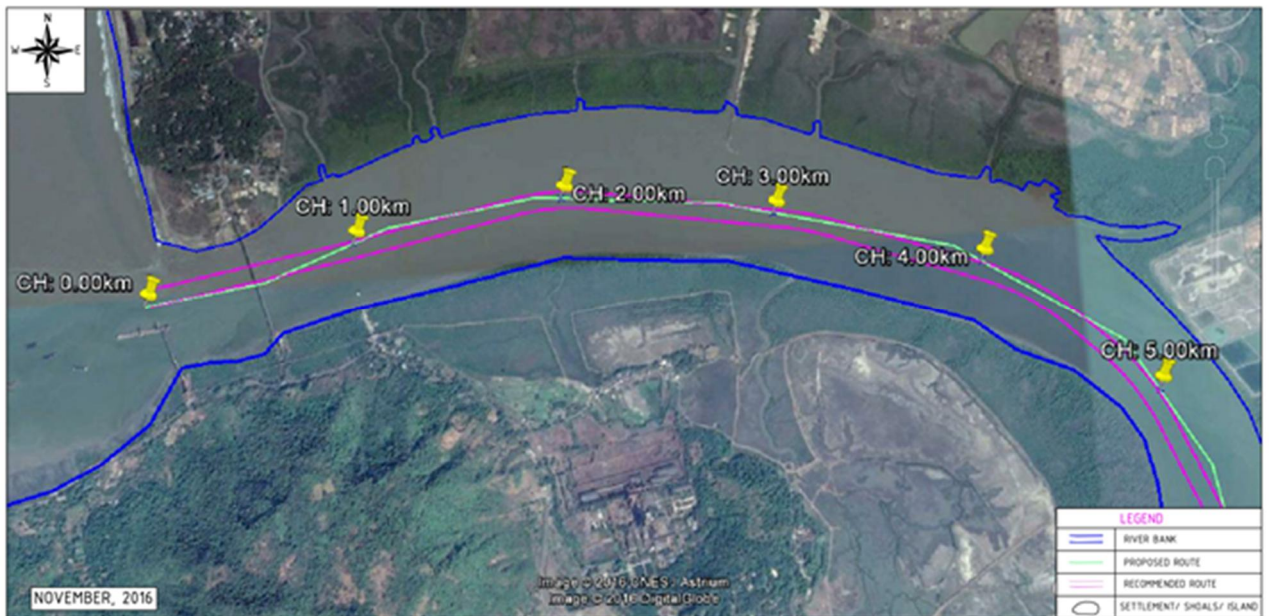 N
W E
S
CH: 0.00km
CH: 1.00km
CH: 2.00km
CH: 3.00km
CH: 4.00km
CH: 5.00km
Image © 2016 CNES / Astrium
Image © 2016 DigitalGlobe
NOVEMBER, 2016
LEGEND
RIVER BANK
PROPOSED ROUTE
RECOMMENDED ROUTE
SETTLEMENT/ SHOALS/ ISLAND